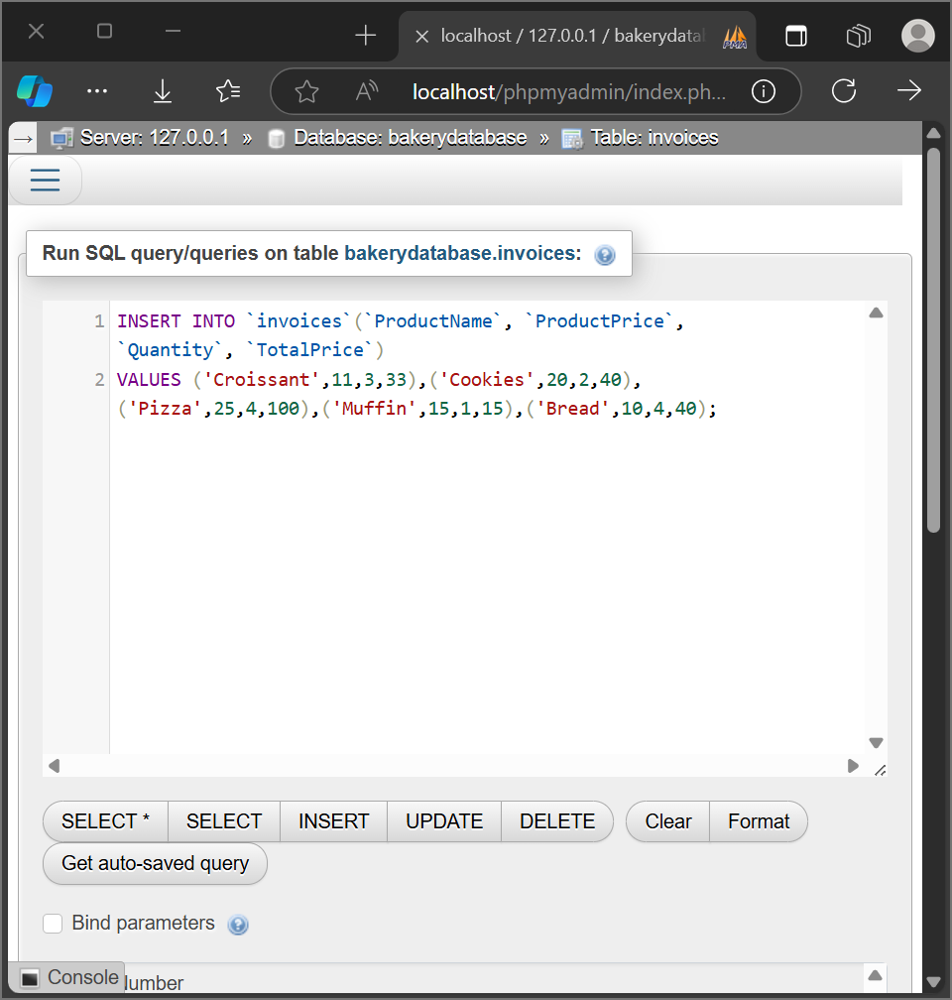 localhost / 127.0.0.1 / bakerydatal
PMA
localhost/phpmyadmin/index.ph...
Server: 127.0.0.1 » Database: bakerydatabase » Table: invoices
Run SQL query/queries on table bakerydatabase.invoices:
1 INSERT INTO `invoices`(`ProductName`, `ProductPrice`,
`Quantity`, `TotalPrice`)
2 VALUES ('Croissant',11,3,33),('Cookies',20,2,40),
('Pizza',25,4,100),('Muffin',15,1,15),('Bread',10,4,40);
SELECT * SELECT INSERT UPDATE DELETE Clear Format
Get auto-saved query
Bind parameters
Console